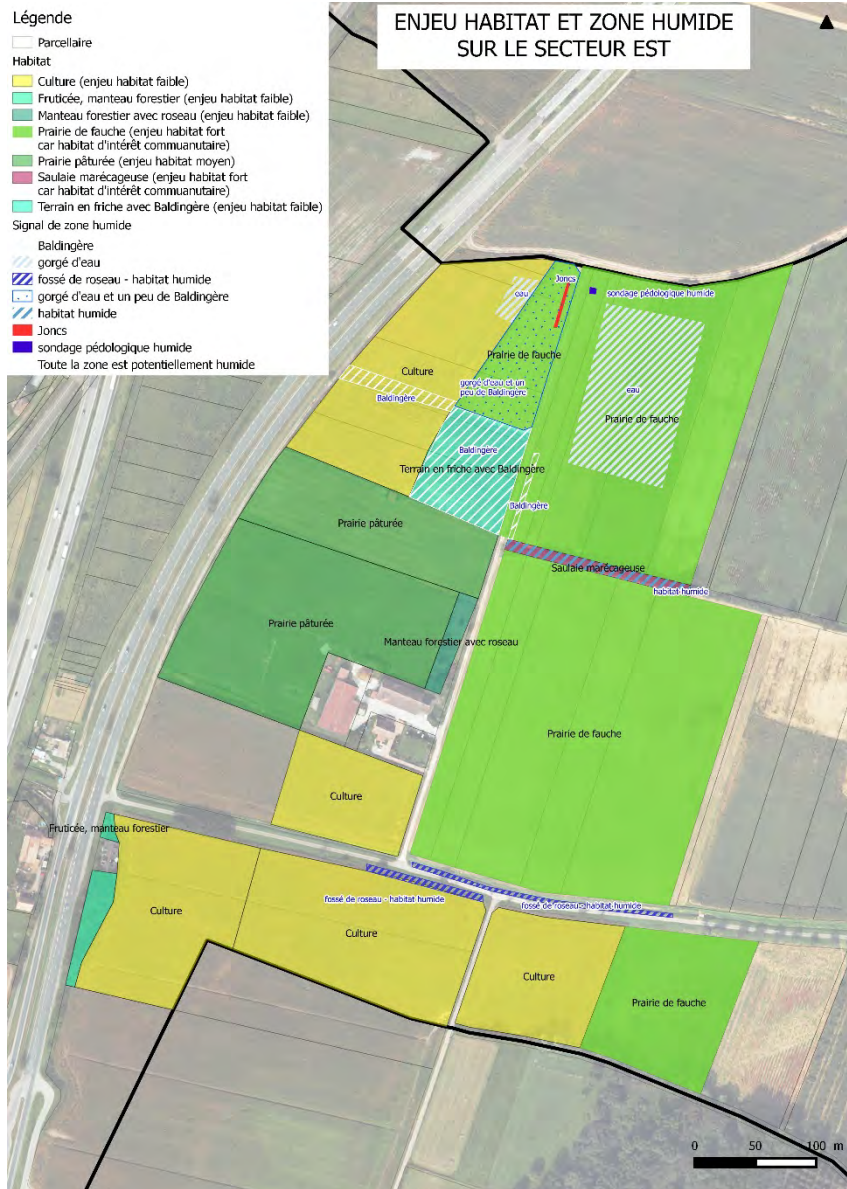 ENJEU HABITAT ET ZONE HUMIDE
SUR LE SECTEUR EST
Légende
Parcellaire
Habitat
Culture (enjeu habitat faible)
Fruticée, manteau forestier (enjeu habitat faible)
Manteau forestier avec roseau (enjeu habitat faible)
Prairie de fauche (enjeu habitat fort
car habitat d'intérêt commuanutaire)
Prairie pâturée (enjeu habitat moyen)
Saulaie marécageuse (enjeu habitat fort
car habitat d'intérêt commuanutaire)
Terrain en friche avec Baldingère (enjeu habitat faible)
Signal de zone humide
Baldingère
gorgé d'eau
fossé de roseau - habitat humide
gorgé d'eau et un peu de Baldingère
habitat humide
Joncs
sondage pédologique humide
Toute la zone est potentiellement humide
Joncs
eau
sondage pédologique humide
Prairie de fauche
Culture
gorgé d'eau et un
peu de Baldingère
eau
Baldingère
Prairie de fauche
Baldingère
Terrain en friche avec Baldingère
Baldingère
Prairie pâturée
Saulaie marécageuse
habitat humide
Prairie pâturée
Manteau forestier avec roseau
Prairie de fauche
Culture
Fruticée, manteau forestier
fossé de roseau - habitat humide
fossé de roseau - habitat humide
Culture
Culture
Culture
Prairie de fauche
0 50 100 m